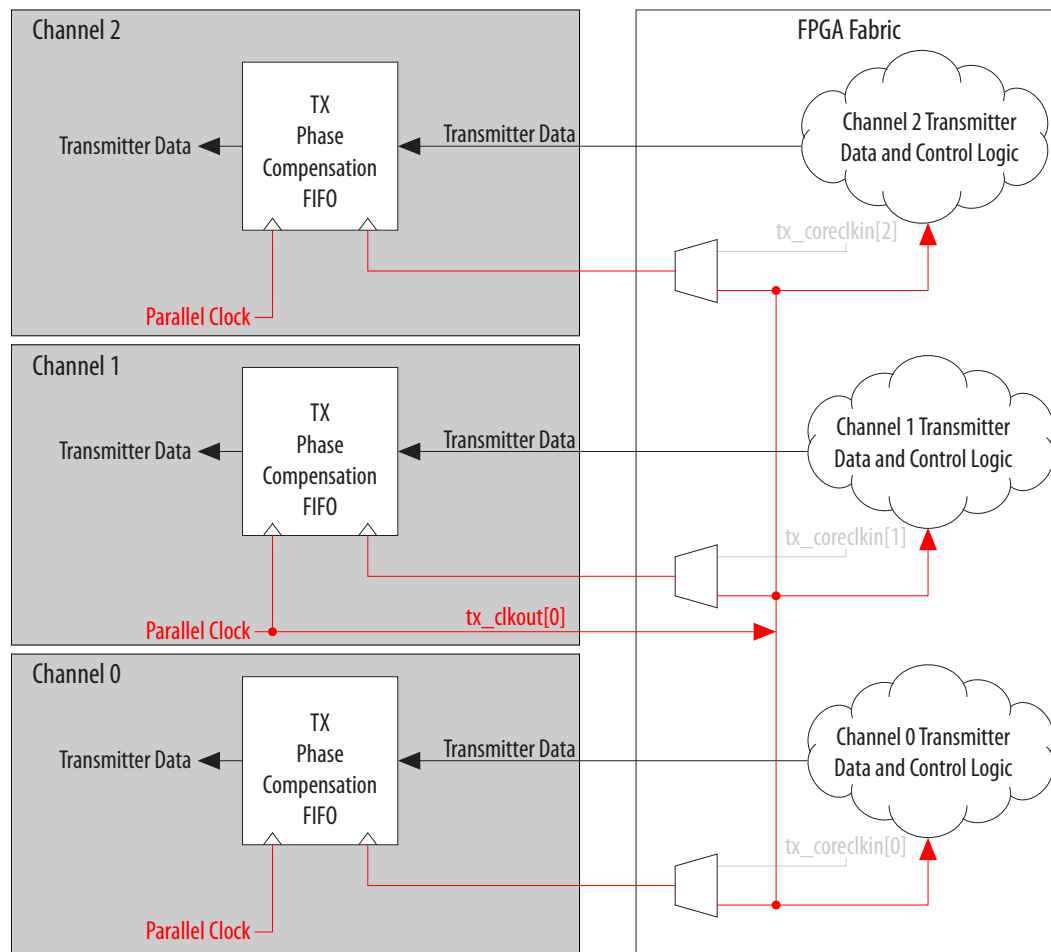 Channel 2
FPGA Fabric
TX
Phase
Compensation
FIFO
Transmitter Data
Transmitter Data
Channel 2 Transmitter
Data and Control Logic
tx_coreclkin[2]
Parallel Clock
Channel 1
TX
Phase
Compensation
FIFO
Transmitter Data
Transmitter Data
Channel 1 Transmitter
Data and Control Logic
tx_coreclkin[1]
Parallel Clock
tx_clkout[0]
Channel 0
TX
Phase
Compensation
FIFO
Transmitter Data
Transmitter Data
Channel 0 Transmitter
Data and Control Logic
tx_coreclkin[0]
Parallel Clock